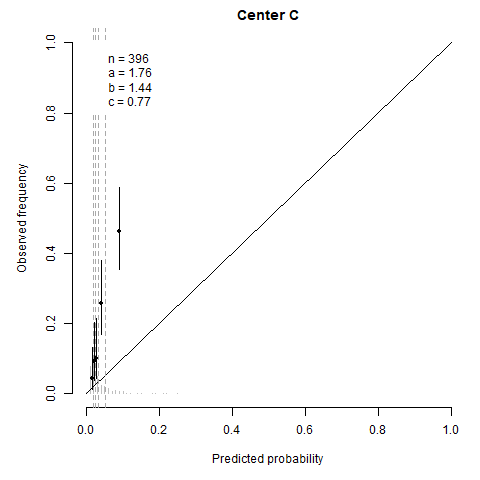 Center C
n = 396
a = 1.76
b = 1.44
c = 0.77
Observed frequency
1.0
0.8
0.6
0.4
0.2
0.0
0.0 0.2 0.4 0.6 0.8 1.0
Predicted probability